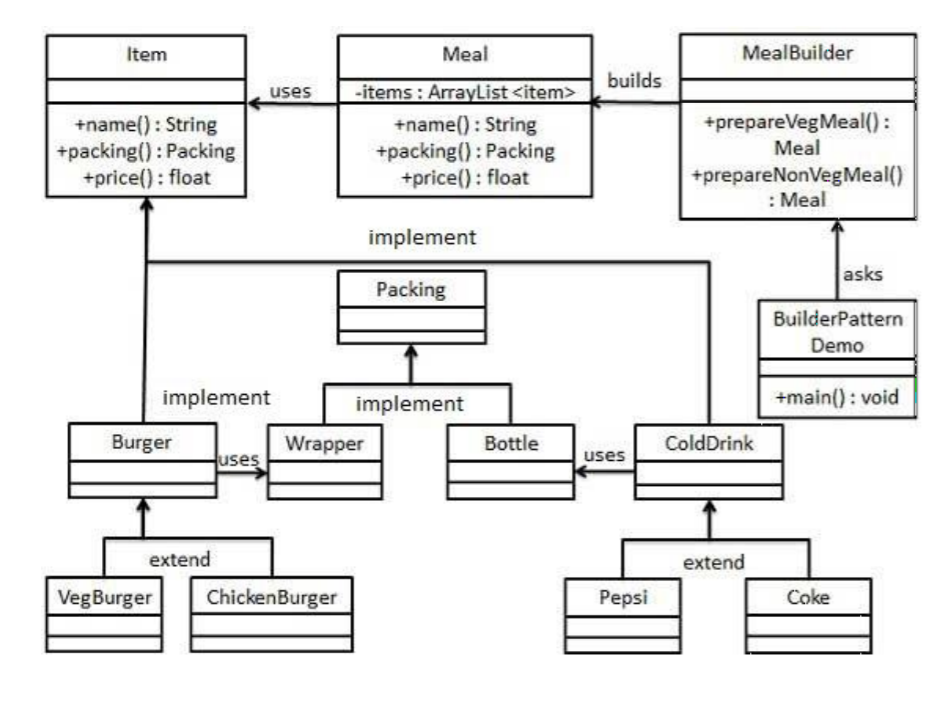 Item
+name() : String
+packing() : Packing
+price() : float
Meal
-items : ArrayList <item>
+name() : String
+packing() : Packing
+price() : float
MealBuilder
+prepareVegMeal() :
Meal
+prepareNonVegMeal()
: Meal
uses
builds
implement
asks
Packing
BuilderPattern
Demo
+main() : void
implement
implement
Burger
uses
Wrapper
Bottle
uses
ColdDrink
extend
extend
VegBurger
ChickenBurger
Pepsi
Coke